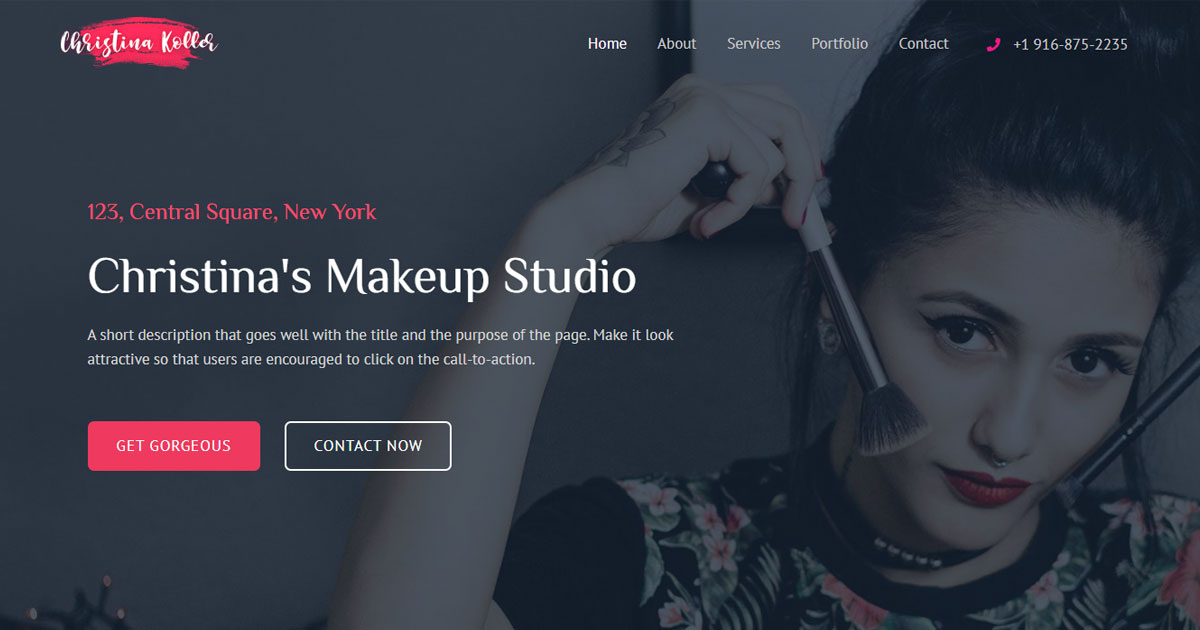 Christina Koller
Home About Services Portfolio Contact +1 916-875-2235
123, Central Square, New York
Christina's Makeup Studio
A short description that goes well with the title and the purpose of the page. Make it look
attractive so that users are encouraged to click on the call-to-action.
GET GORGEOUS CONTACT NOW